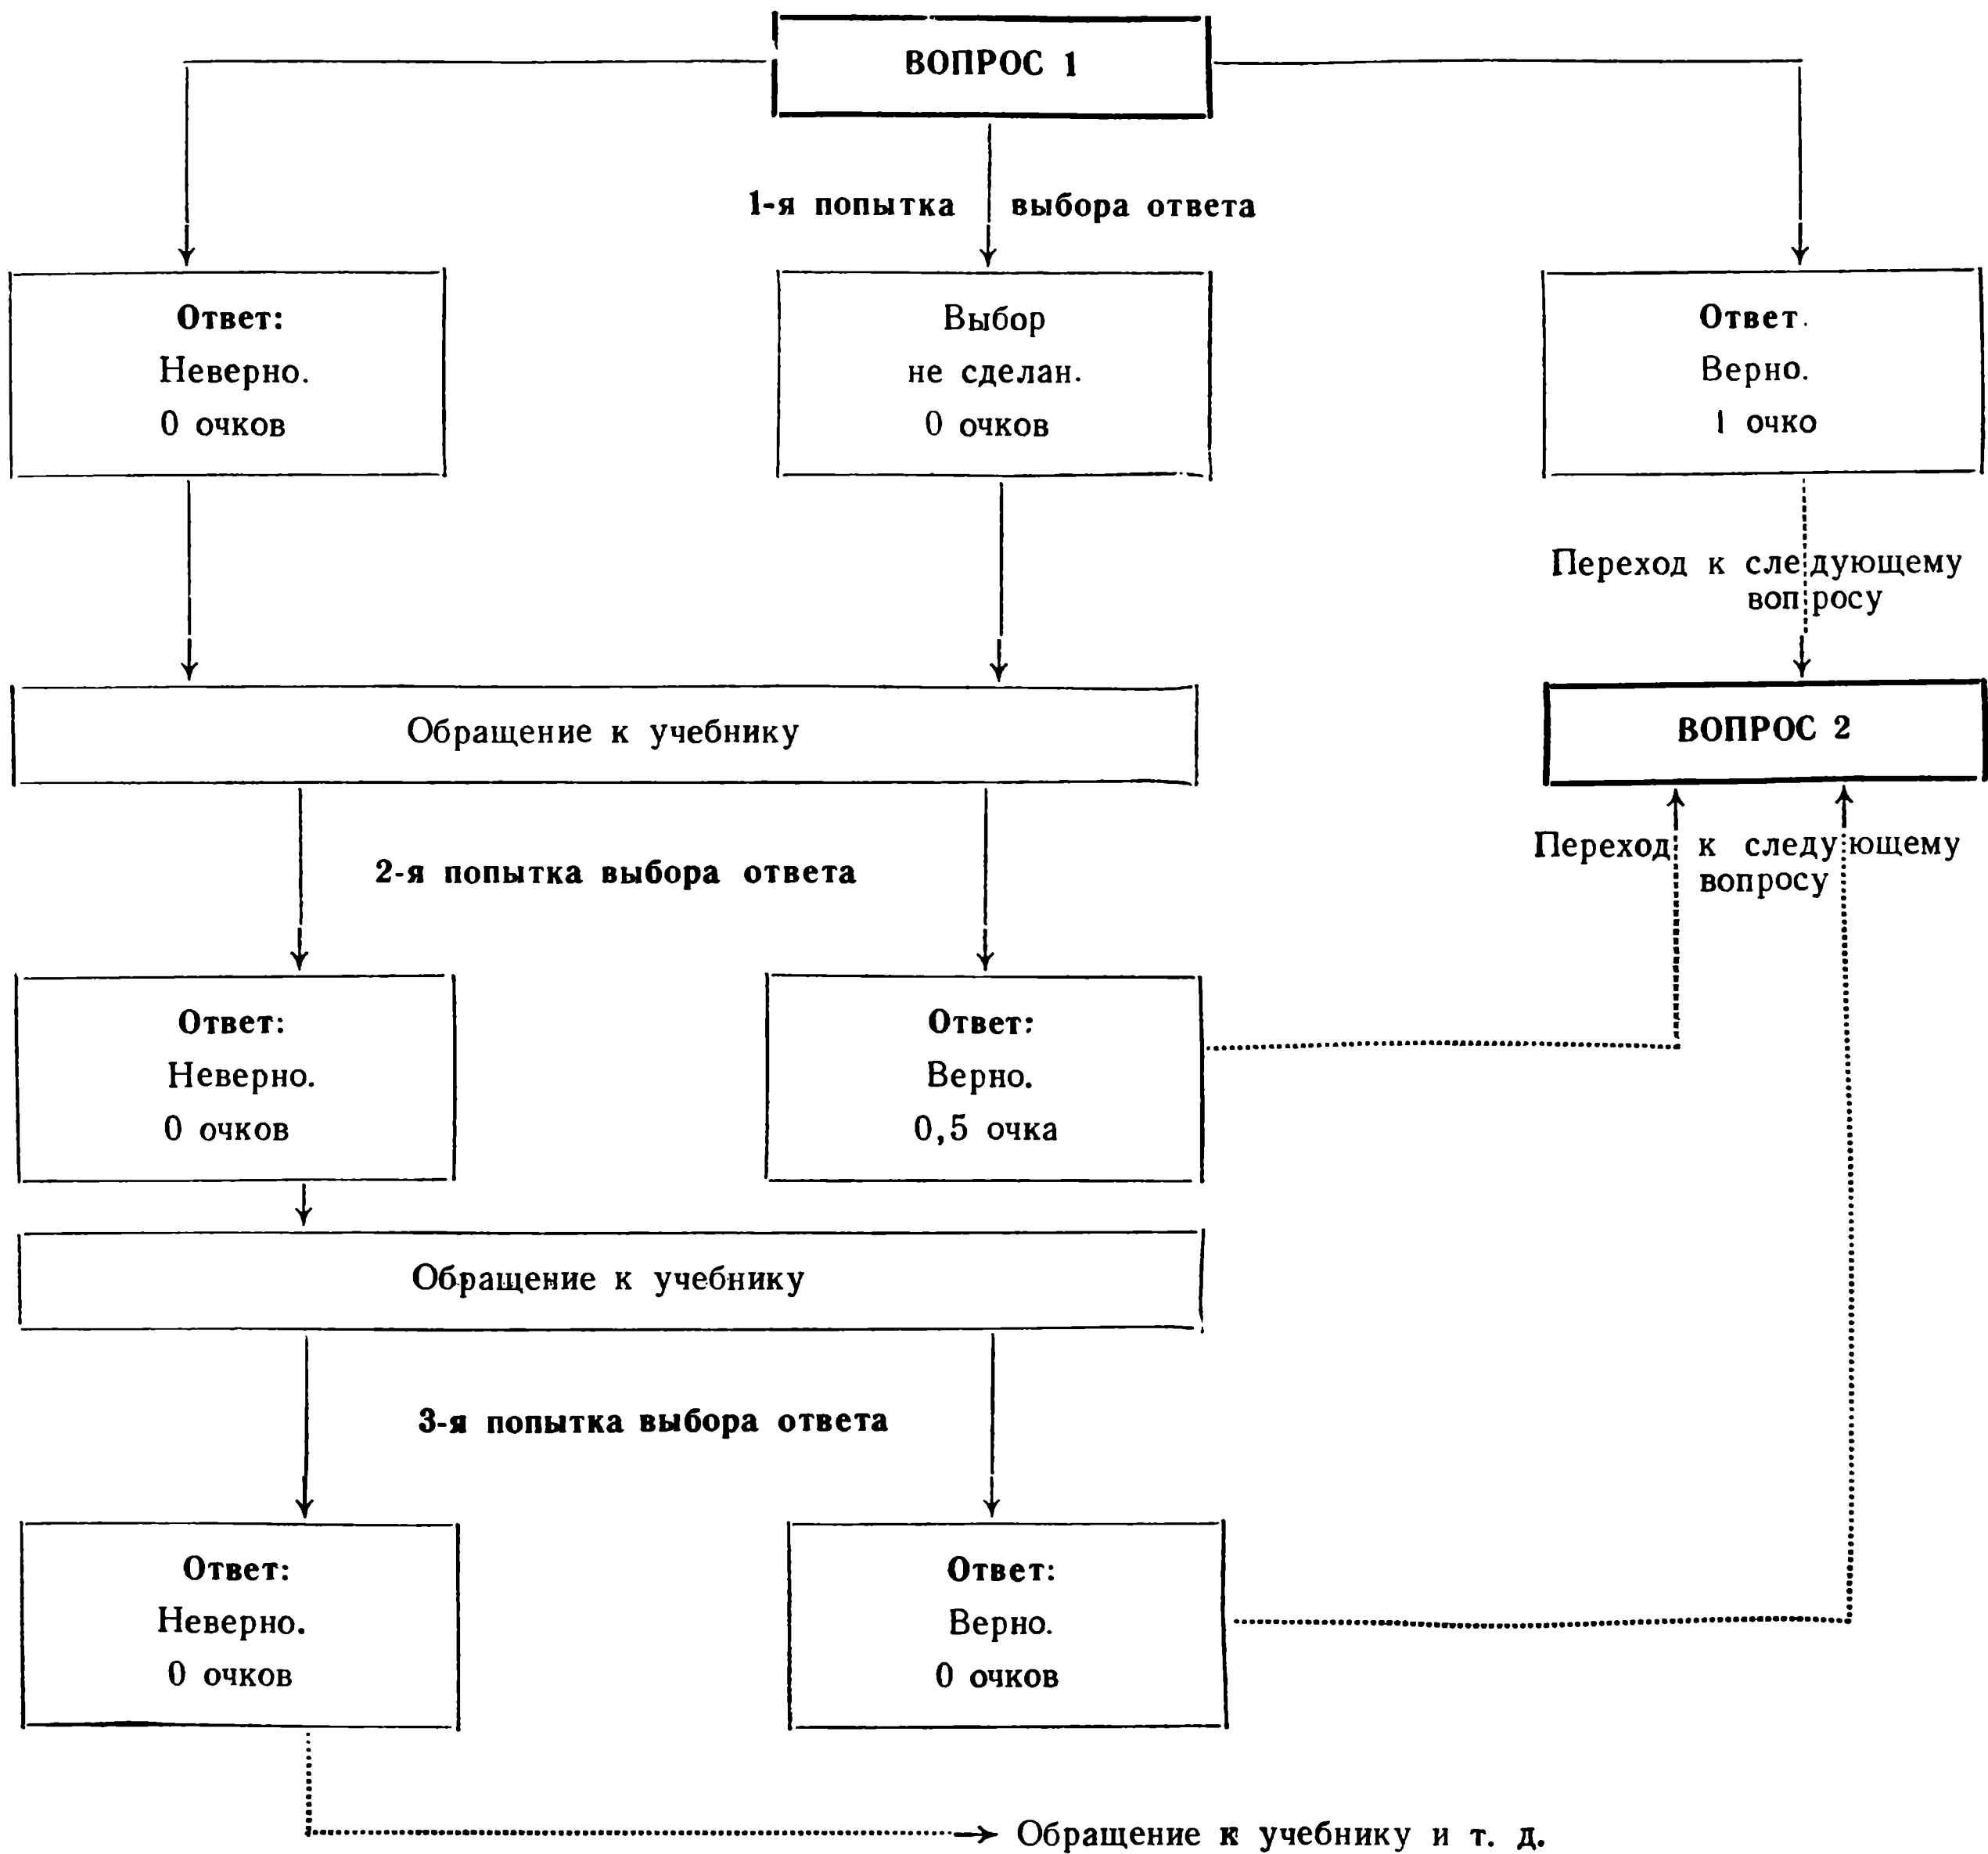 ВОПРОС 1
1-я попытка выбора ответа
Ответ:
Неверно.
0 очков
Выбор
не сделан.
0 очков
Ответ.
Верно.
1 очко
Переход к следующему
вопросу
Обращение к учебнику
ВОПРОС 2
Переход к следующему
вопросу
2-я попытка выбора ответа
Ответ:
Неверно.
0 очков
Ответ:
Верно.
0,5 очка
Обращение к учебнику
3-я попытка выбора ответа
Ответ:
Неверно.
0 очков
Ответ:
Верно.
0 очков
Обращение к учебнику и т. д.